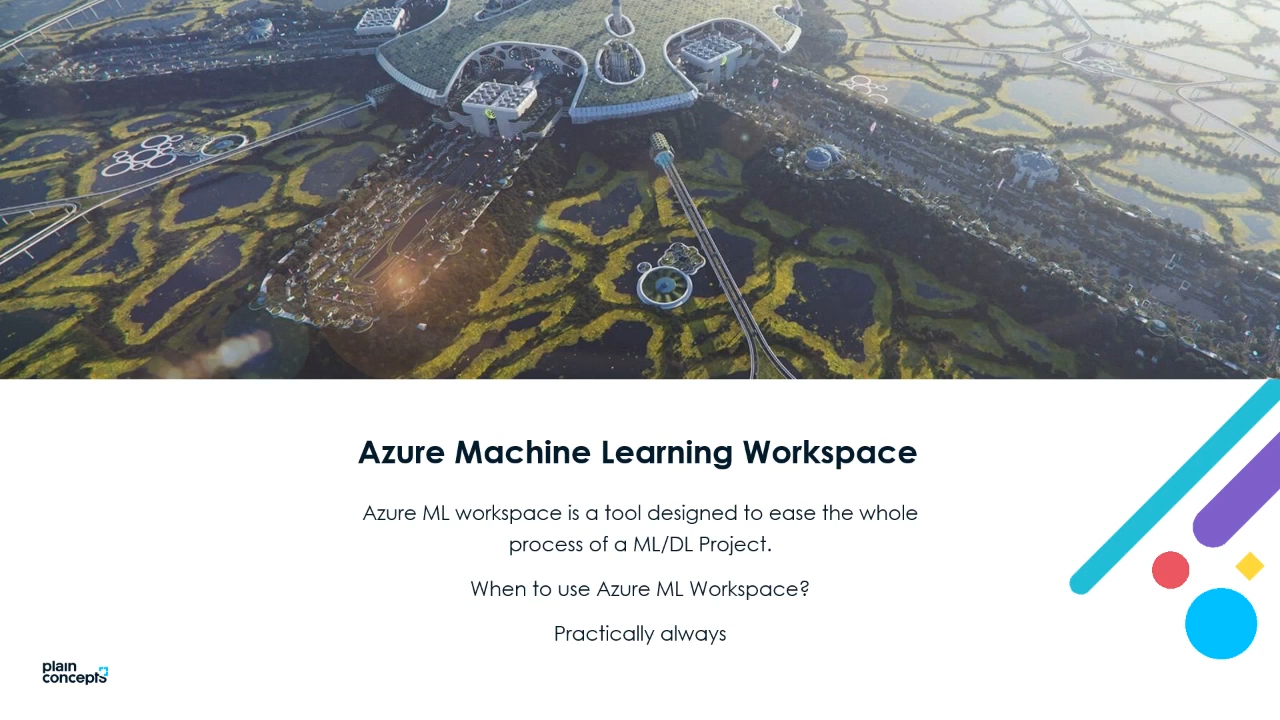 Azure Machine Learning Workspace
Azure ML workspace is a tool designed to ease the whole
process of a ML/DL Project.
When to use Azure ML Workspace?
Practically always
plain
concepts